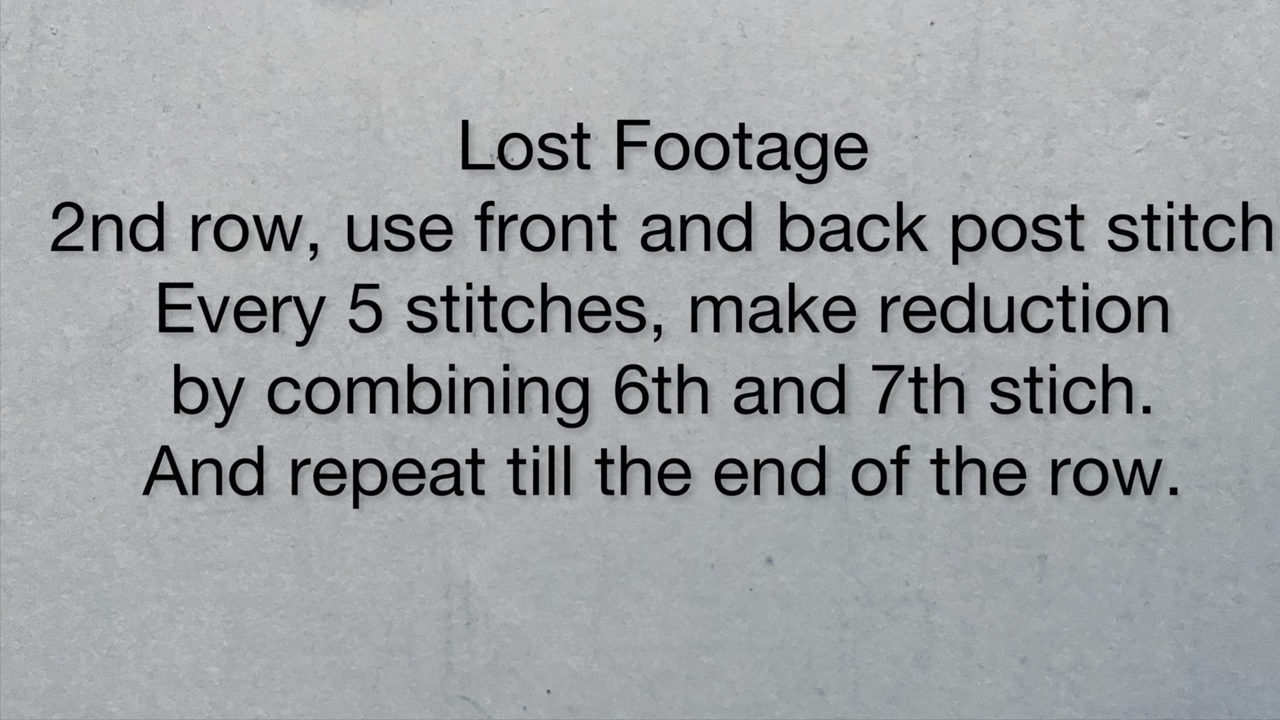 Lost Footage
2nd row, use front and back post stitch
Every 5 stitches, make reduction
by combining 6th and 7th stich.
And repeat till the end of the row.